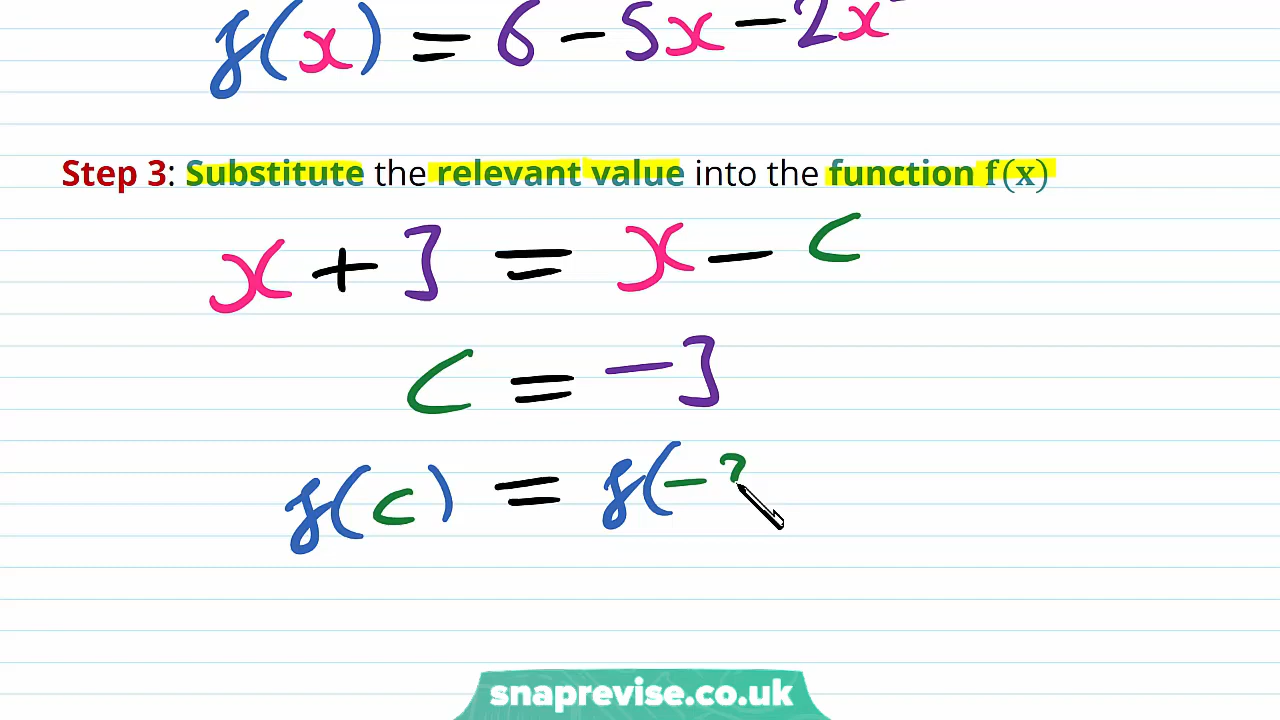 f(x) = 6 - 5x - 2x
Step 3: Substitute the relevant value into the function f(x)
x + 3 = x - c
c = -3
f(c) = f(-
snaprevise.co.uk